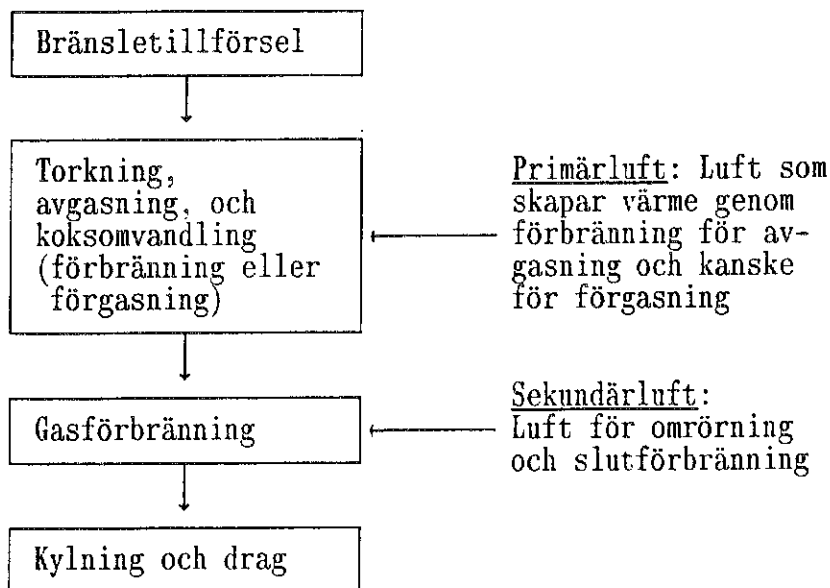 Bränsletillförsel
Torkning,
avgasning, och
koksomvandling
(förbränning eller
förgasning)
Primärluft: Luft som
skapar värme genom
förbränning för av-
gasning och kanske
för förgasning
Gasförbränning
Sekundärluft:
Luft för omrörning
och slutförbränning
Kylning och drag